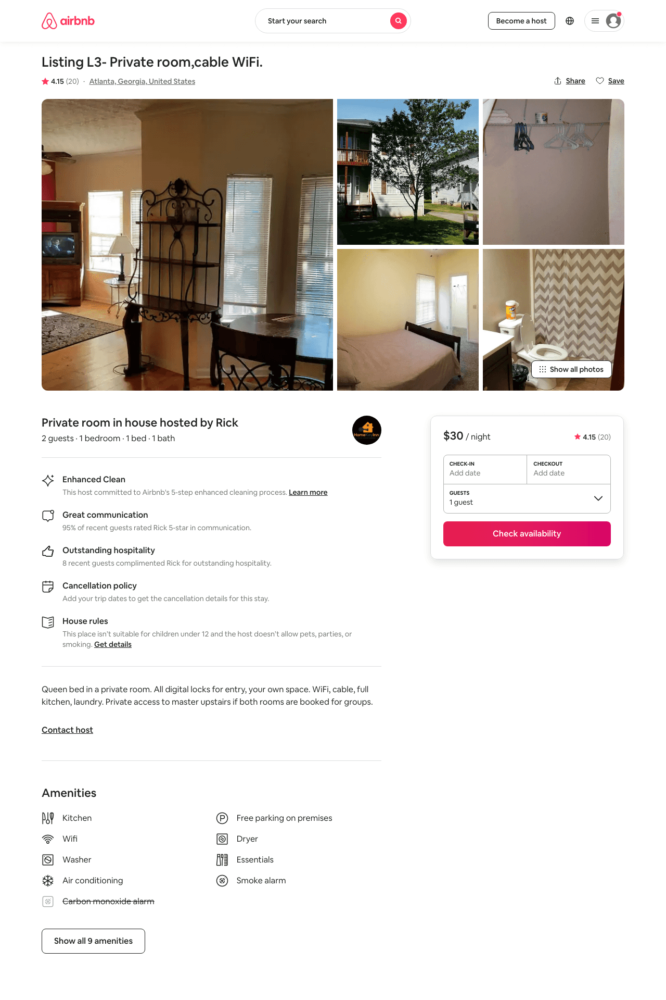 airbnb
Start your search
Become a host
Listing L3- Private room,cable WiFi.
4.15 (20) · Atlanta, Georgia, United States
Share
Save
Show all photos
Private room in house hosted by Rick
2 guests · 1 bedroom · 1 bed · 1 bath
HomeKeyInn
$30 / night
4.15 (20)
CHECK-IN
Add date
CHECKOUT
Add date
GUESTS
1 guest
Check availability
Enhanced Clean
This host committed to Airbnb's 5-step enhanced cleaning process. Learn more
Great communication
95% of recent guests rated Rick 5-star in communication.
Outstanding hospitality
8 recent guests complimented Rick for outstanding hospitality.
Cancellation policy
Add your trip dates to get the cancellation details for this stay.
House rules
This place isn’t suitable for children under 12 and the host doesn’t allow pets, parties, or
smoking. Get details
Queen bed in a private room. All digital locks for entry, your own space. WiFi, cable, full
kitchen, laundry. Private access to master upstairs if both rooms are booked for groups.
Contact host
Amenities
Kitchen
Free parking on premises
Wifi
Dryer
Washer
Essentials
Air conditioning
Smoke alarm
Carbon monoxide alarm
Show all 9 amenities